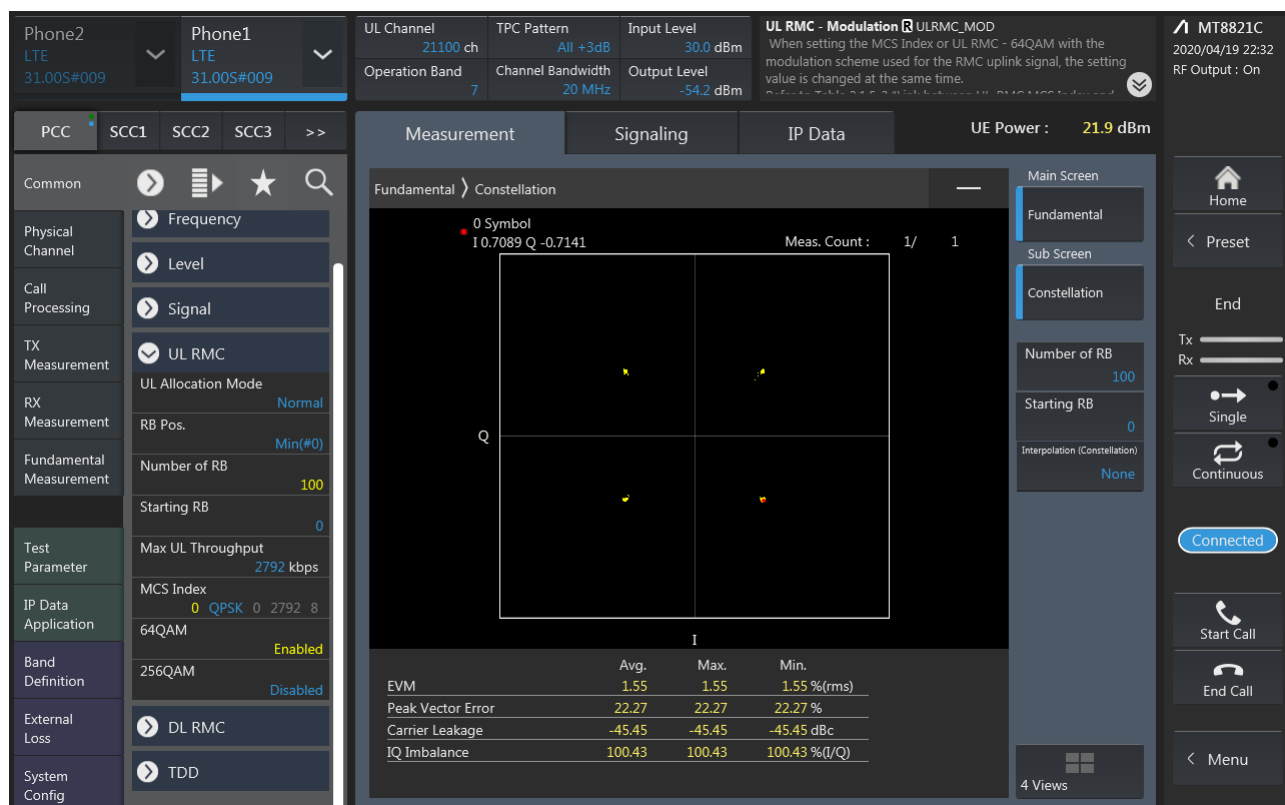 Phone2
LTE
31.00S#009
Phone1
LTE
31.00S#009
UL Channel
21100 ch
TPC Pattern
All +3dB
Input Level
30.0 dBm
Operation Band
7
Channel Bandwidth
20 MHz
Output Level
-54.2 dBm
UL RMC - Modulation R ULRMC_MOD
When setting the MCS Index or UL RMC - 64QAM with the
modulation scheme used for the RMC uplink signal, the setting
value is changed at the same time.
MT8821C
2020/04/19 22:32
RF Output : On
PCC SCC1 SCC2 SCC3 >>
Measurement Signaling IP Data
UE Power : 21.9 dBm
Common
Physical
Channel
Call
Processing
TX
Measurement
RX
Measurement
Fundamental
Measurement
Test
Parameter
IP Data
Application
Band
Definition
External
Loss
System
Config
Frequency
Level
Signal
UL RMC
UL Allocation Mode
Normal
RB Pos.
Min(#0)
Number of RB
100
Starting RB
0
Max UL Throughput
2792 kbps
MCS Index
0 QPSK 0 2792 8
64QAM
Enabled
256QAM
Disabled
DL RMC
TDD
Fundamental ⟩ Constellation
0 Symbol
I 0.7089 Q -0.7141
Meas. Count : 1/ 1
Q
I
Avg. Max. Min.
EVM 1.55 1.55 1.55 %(rms)
Peak Vector Error 22.27 22.27 22.27 %
Carrier Leakage -45.45 -45.45 -45.45 dBc
IQ Imbalance 100.43 100.43 100.43 %(I/Q)
Main Screen
Fundamental
Sub Screen
Constellation
Number of RB
100
Starting RB
0
Interpolation (Constellation)
None
4 Views
Home
< Preset
End
Tx
Rx
Single
Continuous
Connected
Start Call
End Call
< Menu